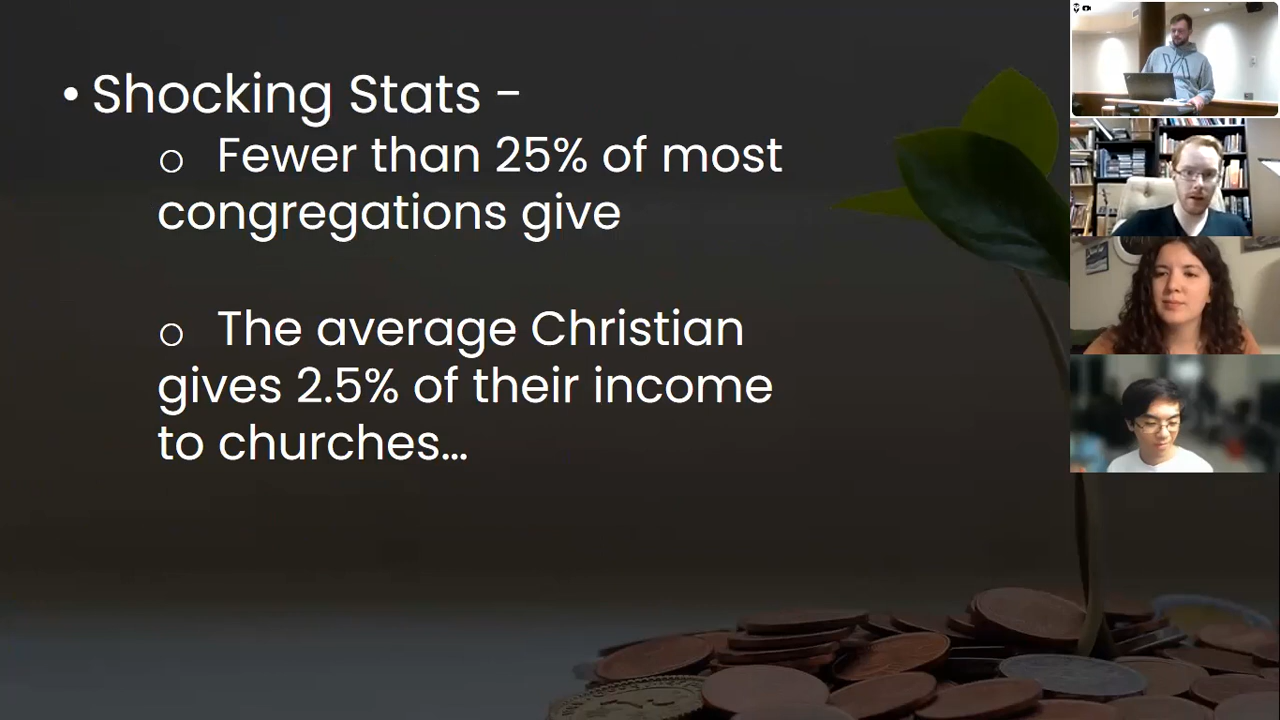 • Shocking Stats -
o Fewer than 25% of most
congregations give
o The average Christian
gives 2.5% of their income
to churches…